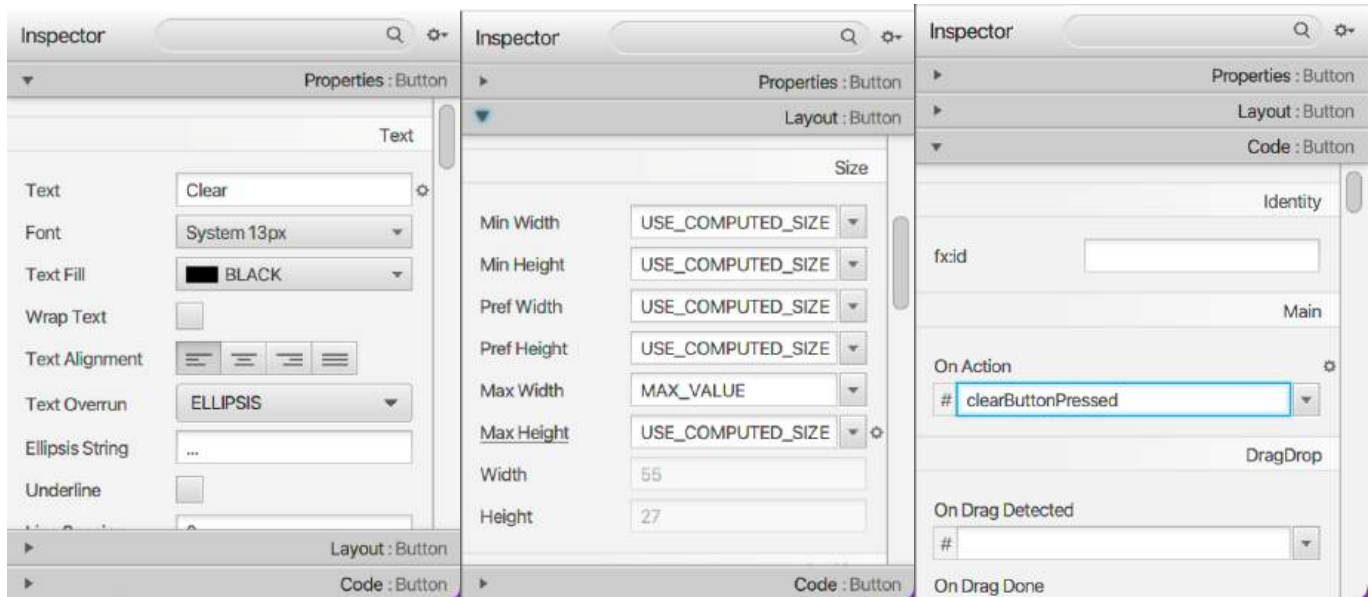 Inspector
Properties : Button
Text
Text Clear
Font System 13px
Text Fill BLACK
Wrap Text
Text Alignment
Text Overrun ELLIPSIS
Ellipsis String ...
Underline
Layout : Button
Code : Button
Inspector
Properties : Button
Layout : Button
Size
Min Width USE_COMPUTED_SIZE
Min Height USE_COMPUTED_SIZE
Pref Width USE_COMPUTED_SIZE
Pref Height USE_COMPUTED_SIZE
Max Width MAX_VALUE
Max Height USE_COMPUTED_SIZE
Width 55
Height 27
Code : Button
Inspector
Properties : Button
Layout : Button
Code : Button
Identity
fx:id
Main
On Action
# clearButtonPressed
DragDrop
On Drag Detected
#
On Drag Done